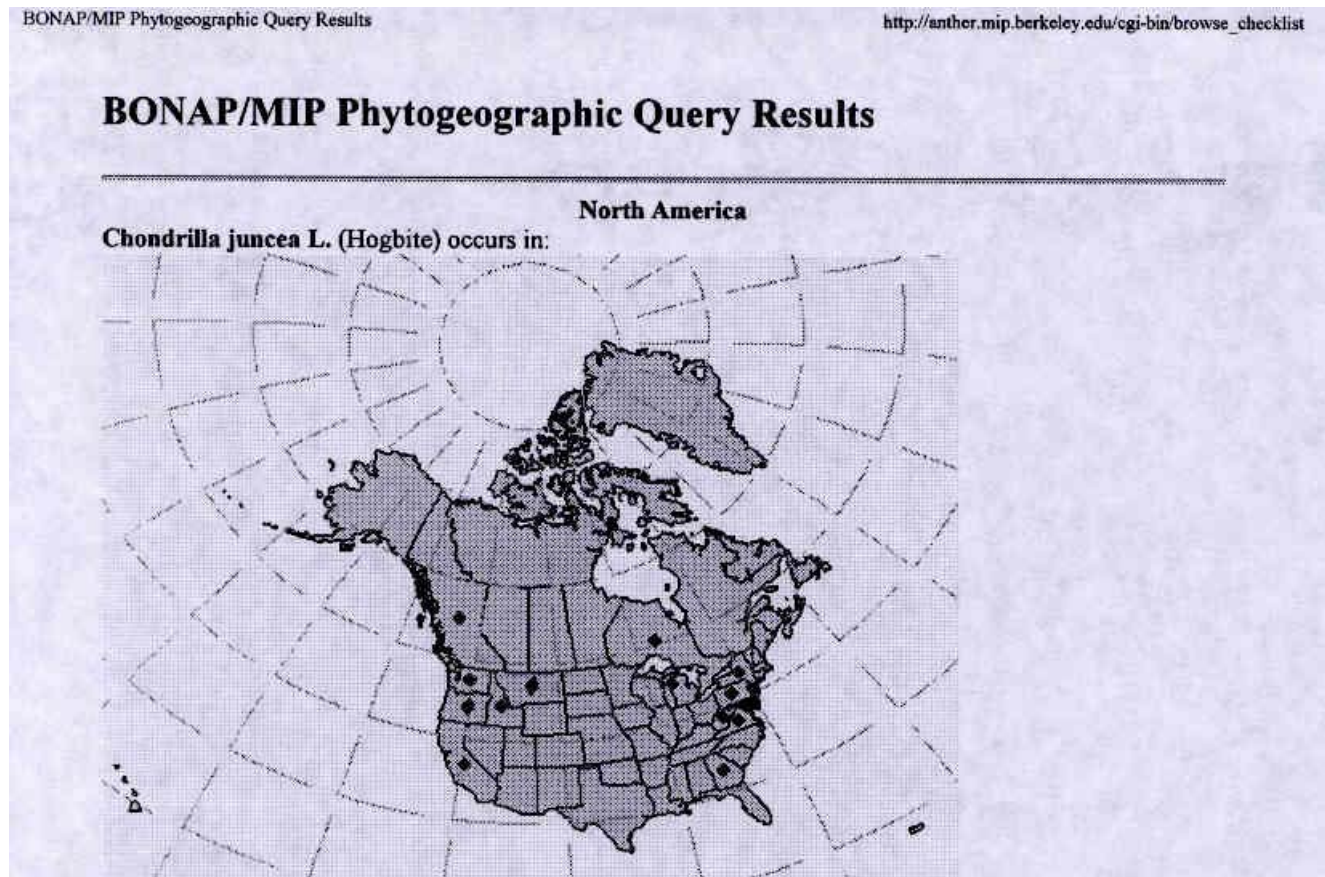 BONAP/MIP Phytogeographic Query Results
http://anther.mip.berkeley.edu/cgi-bin/browse_checklist
BONAP/MIP Phytogeographic Query Results
North America
Chondrilla juncea L. (Hogbite) occurs in: